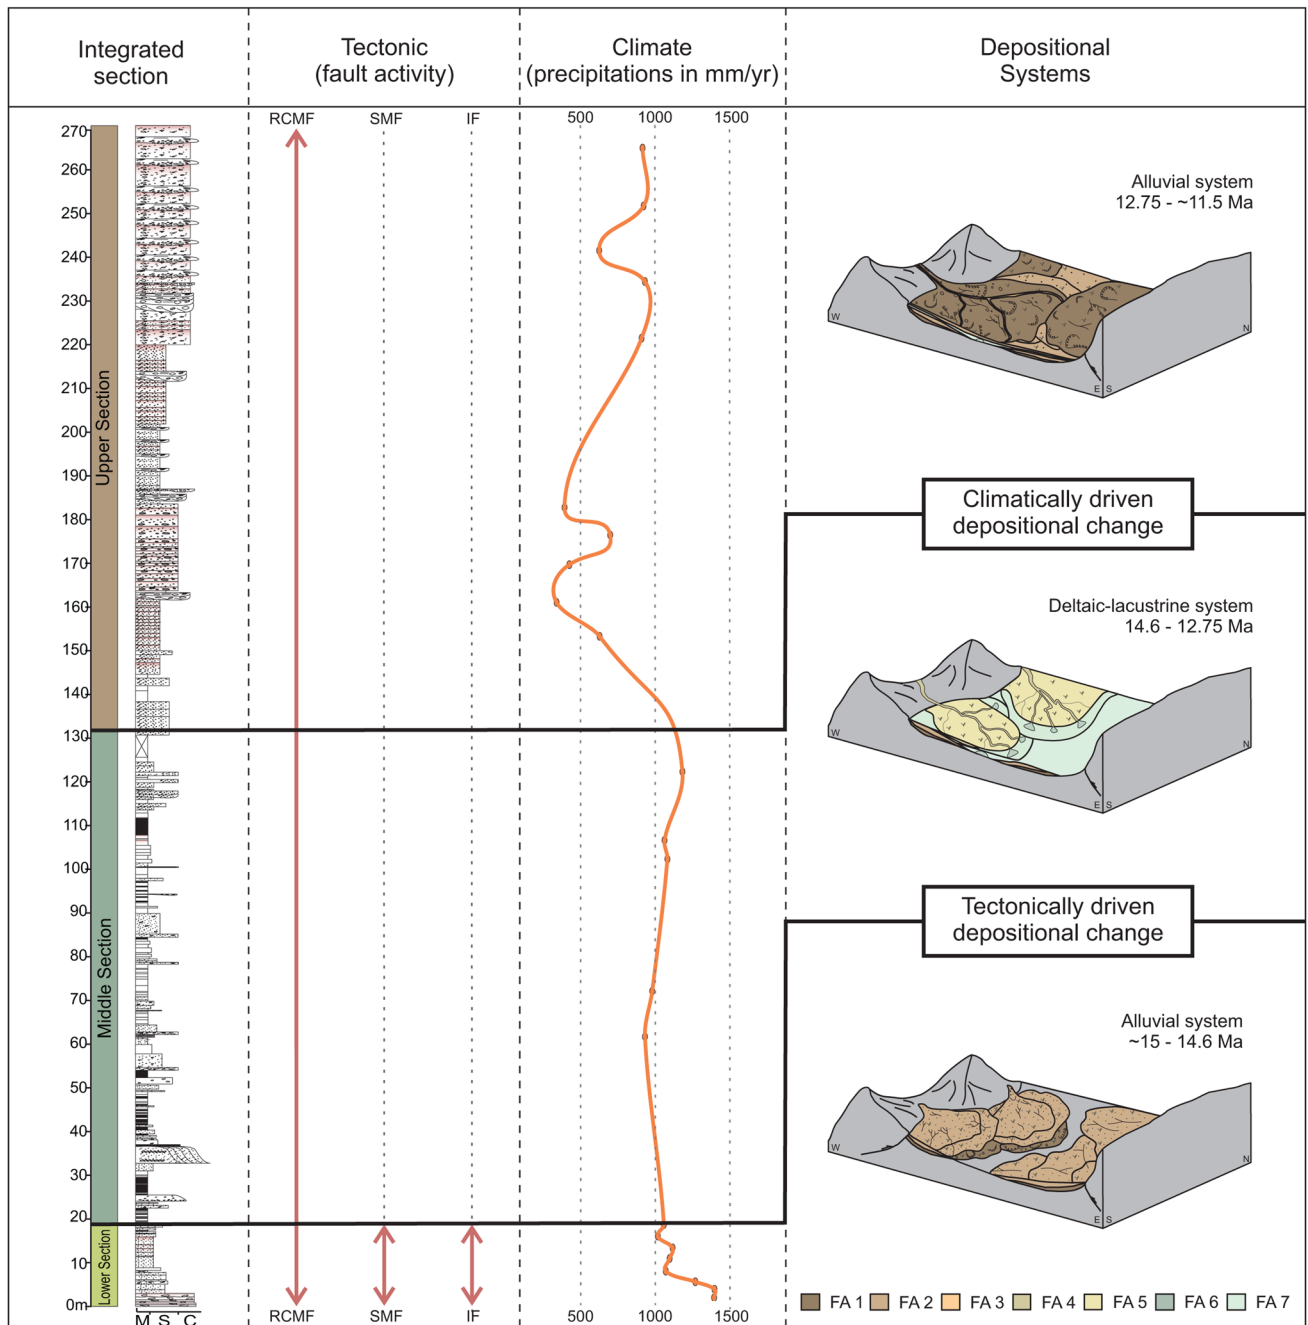 Integrated
section
Tectonic
(fault activity)
Climate
(precipitations in mm/yr)
Depositional
Systems
RCMF SMF IF
500 1000 1500
270
260
250
240
230
220
210
200
190
180
170
160
150
140
130
120
110
100
90
80
70
60
50
40
30
20
10
0m
Upper Section
Middle Section
Lower Section
M S C
RCMF SMF IF
500 1000 1500
Alluvial system
12.75 - ~11.5 Ma
W
N
E S
Climatically driven
depositional change
Deltaic-lacustrine system
14.6 - 12.75 Ma
W
N
E S
Tectonically driven
depositional change
Alluvial system
~15 - 14.6 Ma
W
N
E S
FA 1 FA 2 FA 3 FA 4 FA 5 FA 6 FA 7